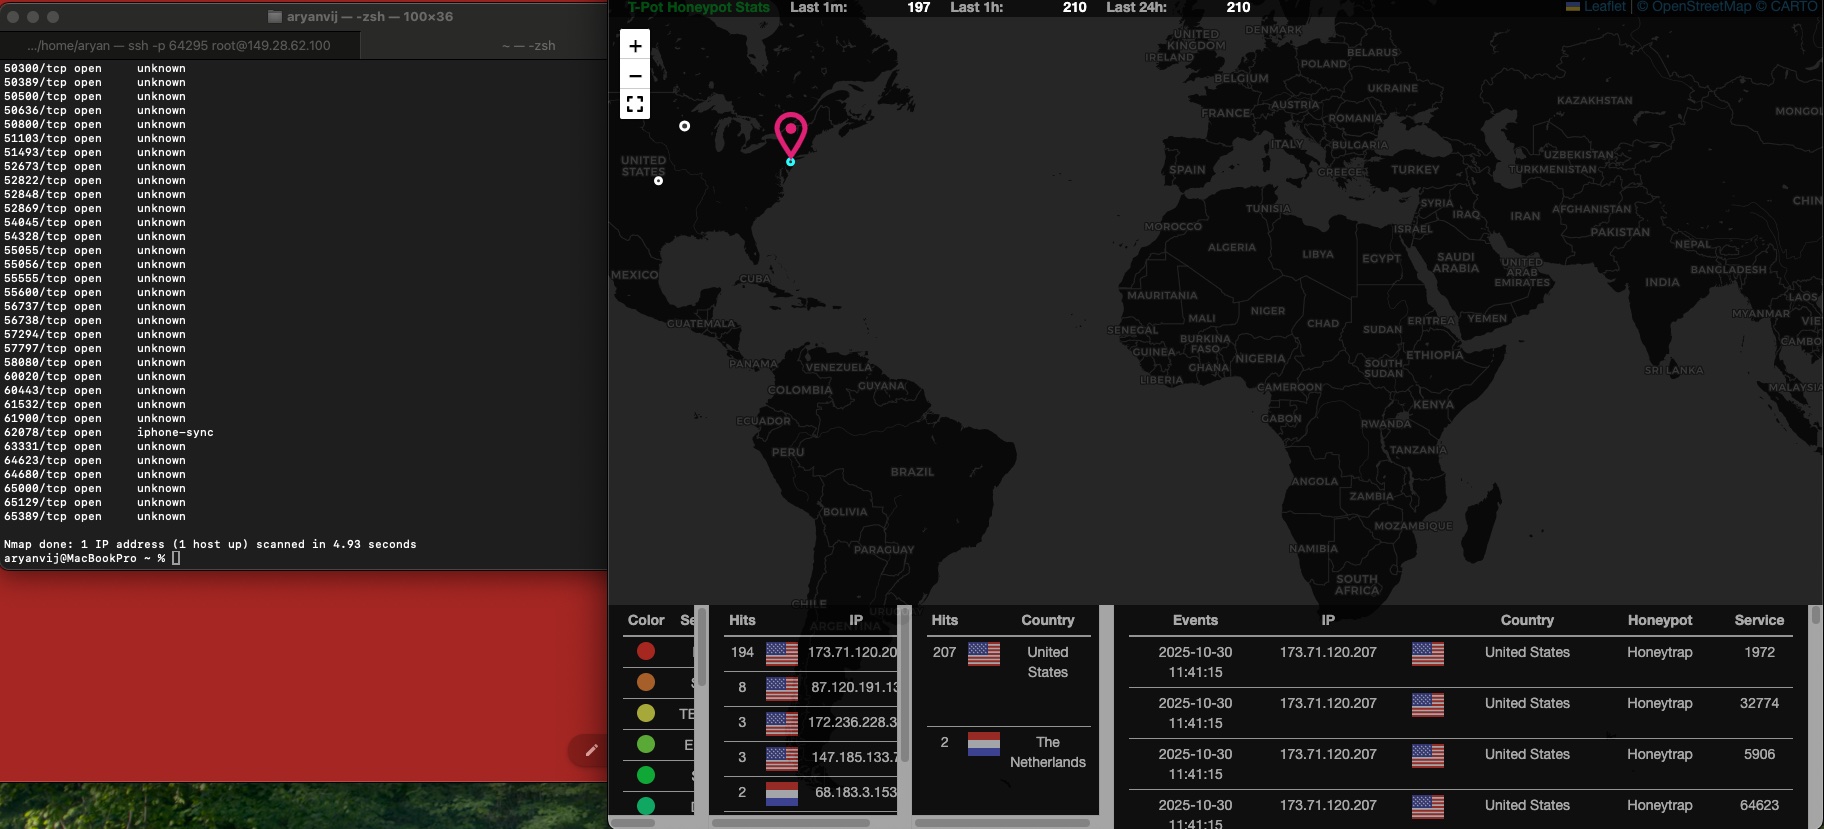 aryanvij — -zsh — 100×36
.../home/aryan — ssh -p 64295 root@149.28.62.100
~ — -zsh
50300/tcp open unknown
50389/tcp open unknown
50500/tcp open unknown
50636/tcp open unknown
50800/tcp open unknown
51103/tcp open unknown
51493/tcp open unknown
52673/tcp open unknown
52822/tcp open unknown
52848/tcp open unknown
52869/tcp open unknown
54045/tcp open unknown
54328/tcp open unknown
55055/tcp open unknown
55056/tcp open unknown
55555/tcp open unknown
55600/tcp open unknown
56737/tcp open unknown
56738/tcp open unknown
57294/tcp open unknown
57797/tcp open unknown
58080/tcp open unknown
60020/tcp open unknown
60443/tcp open unknown
61532/tcp open unknown
61900/tcp open unknown
62078/tcp open iphone-sync
63331/tcp open unknown
64623/tcp open unknown
64680/tcp open unknown
65000/tcp open unknown
65129/tcp open unknown
65389/tcp open unknown
Nmap done: 1 IP address (1 host up) scanned in 4.93 seconds
aryanvij@MacBookPro ~ %
T-Pot Honeypot Stats Last 1m: 197 Last 1h: 210 Last 24h: 210
Leaflet | © OpenStreetMap © CARTO
+
−
UNITED
KINGDOM
DENMARK
IRELAND
BELARUS
POLAND
BELGIUM
UKRAINE
KAZAKHSTAN
FRANCE
AUSTRIA
ROMANIA
MONGOL
ITALY
BULGARIA
UNITED
STATES
SPAIN
GREECE
TURKEY
UZBEKISTAN
TURKMENISTAN
TUNISIA
SYRIA
IRAQ
IRAN
AFGHANISTAN
CHIN
MOROCCO
ISRAEL
PAKISTAN
ALGERIA
LIBYA
EGYPT
SAUDI
ARABIA
NEPAL
UNITED
ARAB
EMIRATES
BANGLADESH
MEXICO
CUBA
INDIA
MAURITANIA
LAOS
MALI
NIGER
CHAD
SUDAN
ERITREA
YEMEN
MYANMAR
VIE
GUATEMALA
SENEGAL
BURKINA
FASO
CAMBO
GUINEA
NIGERIA
ETHIOPIA
PANAMA
VENEZUELA
GHANA
SOUTH
SUDAN
SRI LANKA
COLOMBIA
GUYANA
LIBERIA
CAMEROON
MALAYSIA
ECUADOR
GABON
KENYA
RWANDA
PERU
TANZANIA
BRAZIL
ANGOLA
ZAMBIA
BOLIVIA
MOZAMBIQUE
PARAGUAY
NAMIBIA
SOUTH
AFRICA
CHILE
URUGU
ARGENTINA
Color Se
TE
E
Hits IP
194 173.71.120.20
8 87.120.191.13
3 172.236.228.3
3 147.185.133.7
2 68.183.3.153
Hits Country
207 United
States
2 The
Netherlands
Events IP Country Honeypot Service
2025-10-30
11:41:15 173.71.120.207 United States Honeytrap 1972
2025-10-30
11:41:15 173.71.120.207 United States Honeytrap 32774
2025-10-30
11:41:15 173.71.120.207 United States Honeytrap 5906
2025-10-30
11:41:15 173.71.120.207 United States Honeytrap 64623